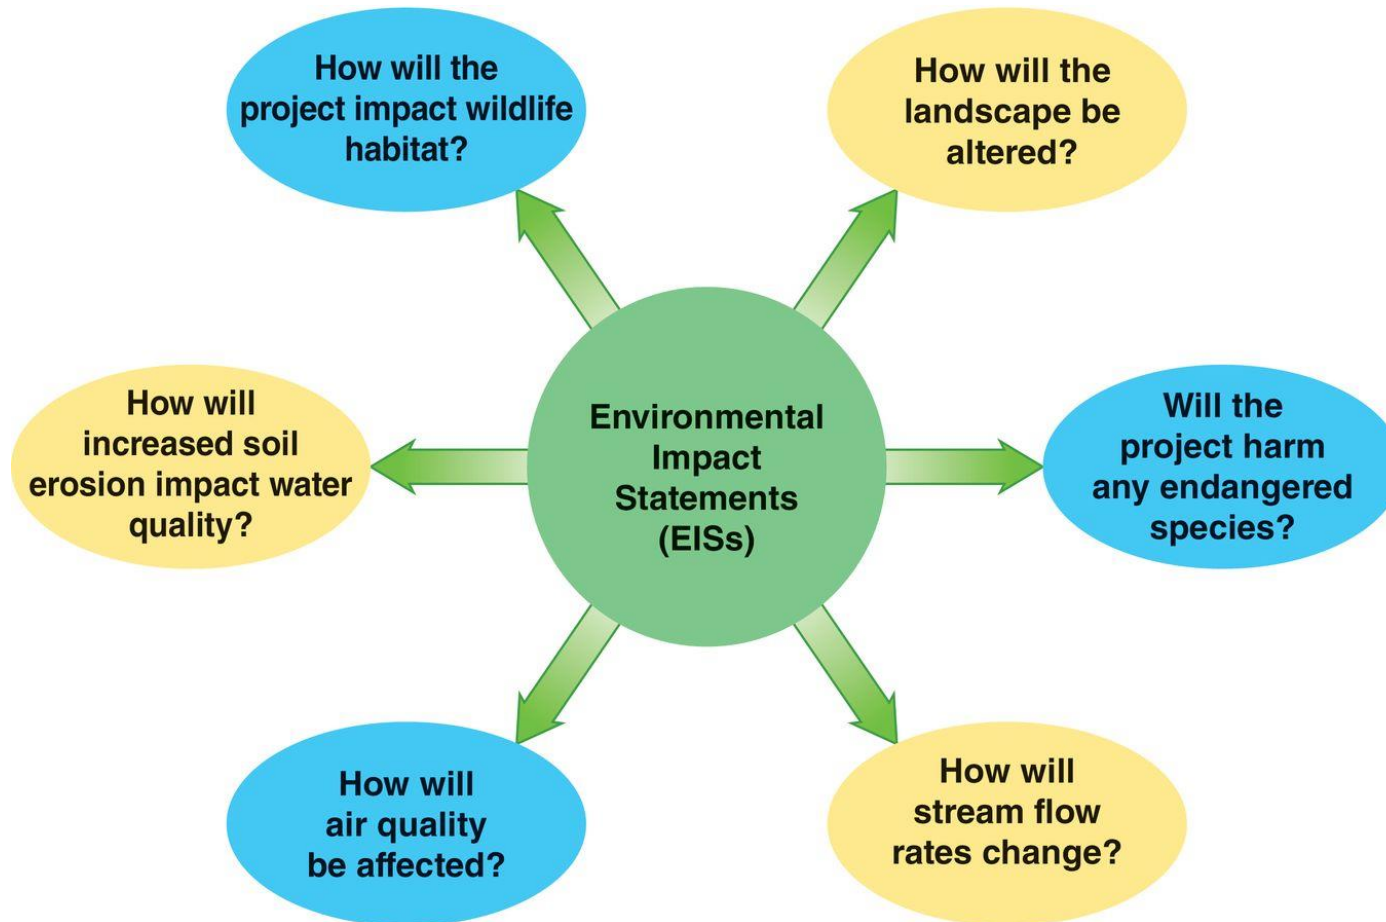 How will the
project impact wildlife
habitat?
How will the
landscape be
altered?
How will
increased soil
erosion impact water
quality?
Environmental
Impact
Statements
(EISs)
Will the
project harm
any endangered
species?
How will
air quality
be affected?
How will
stream flow
rates change?